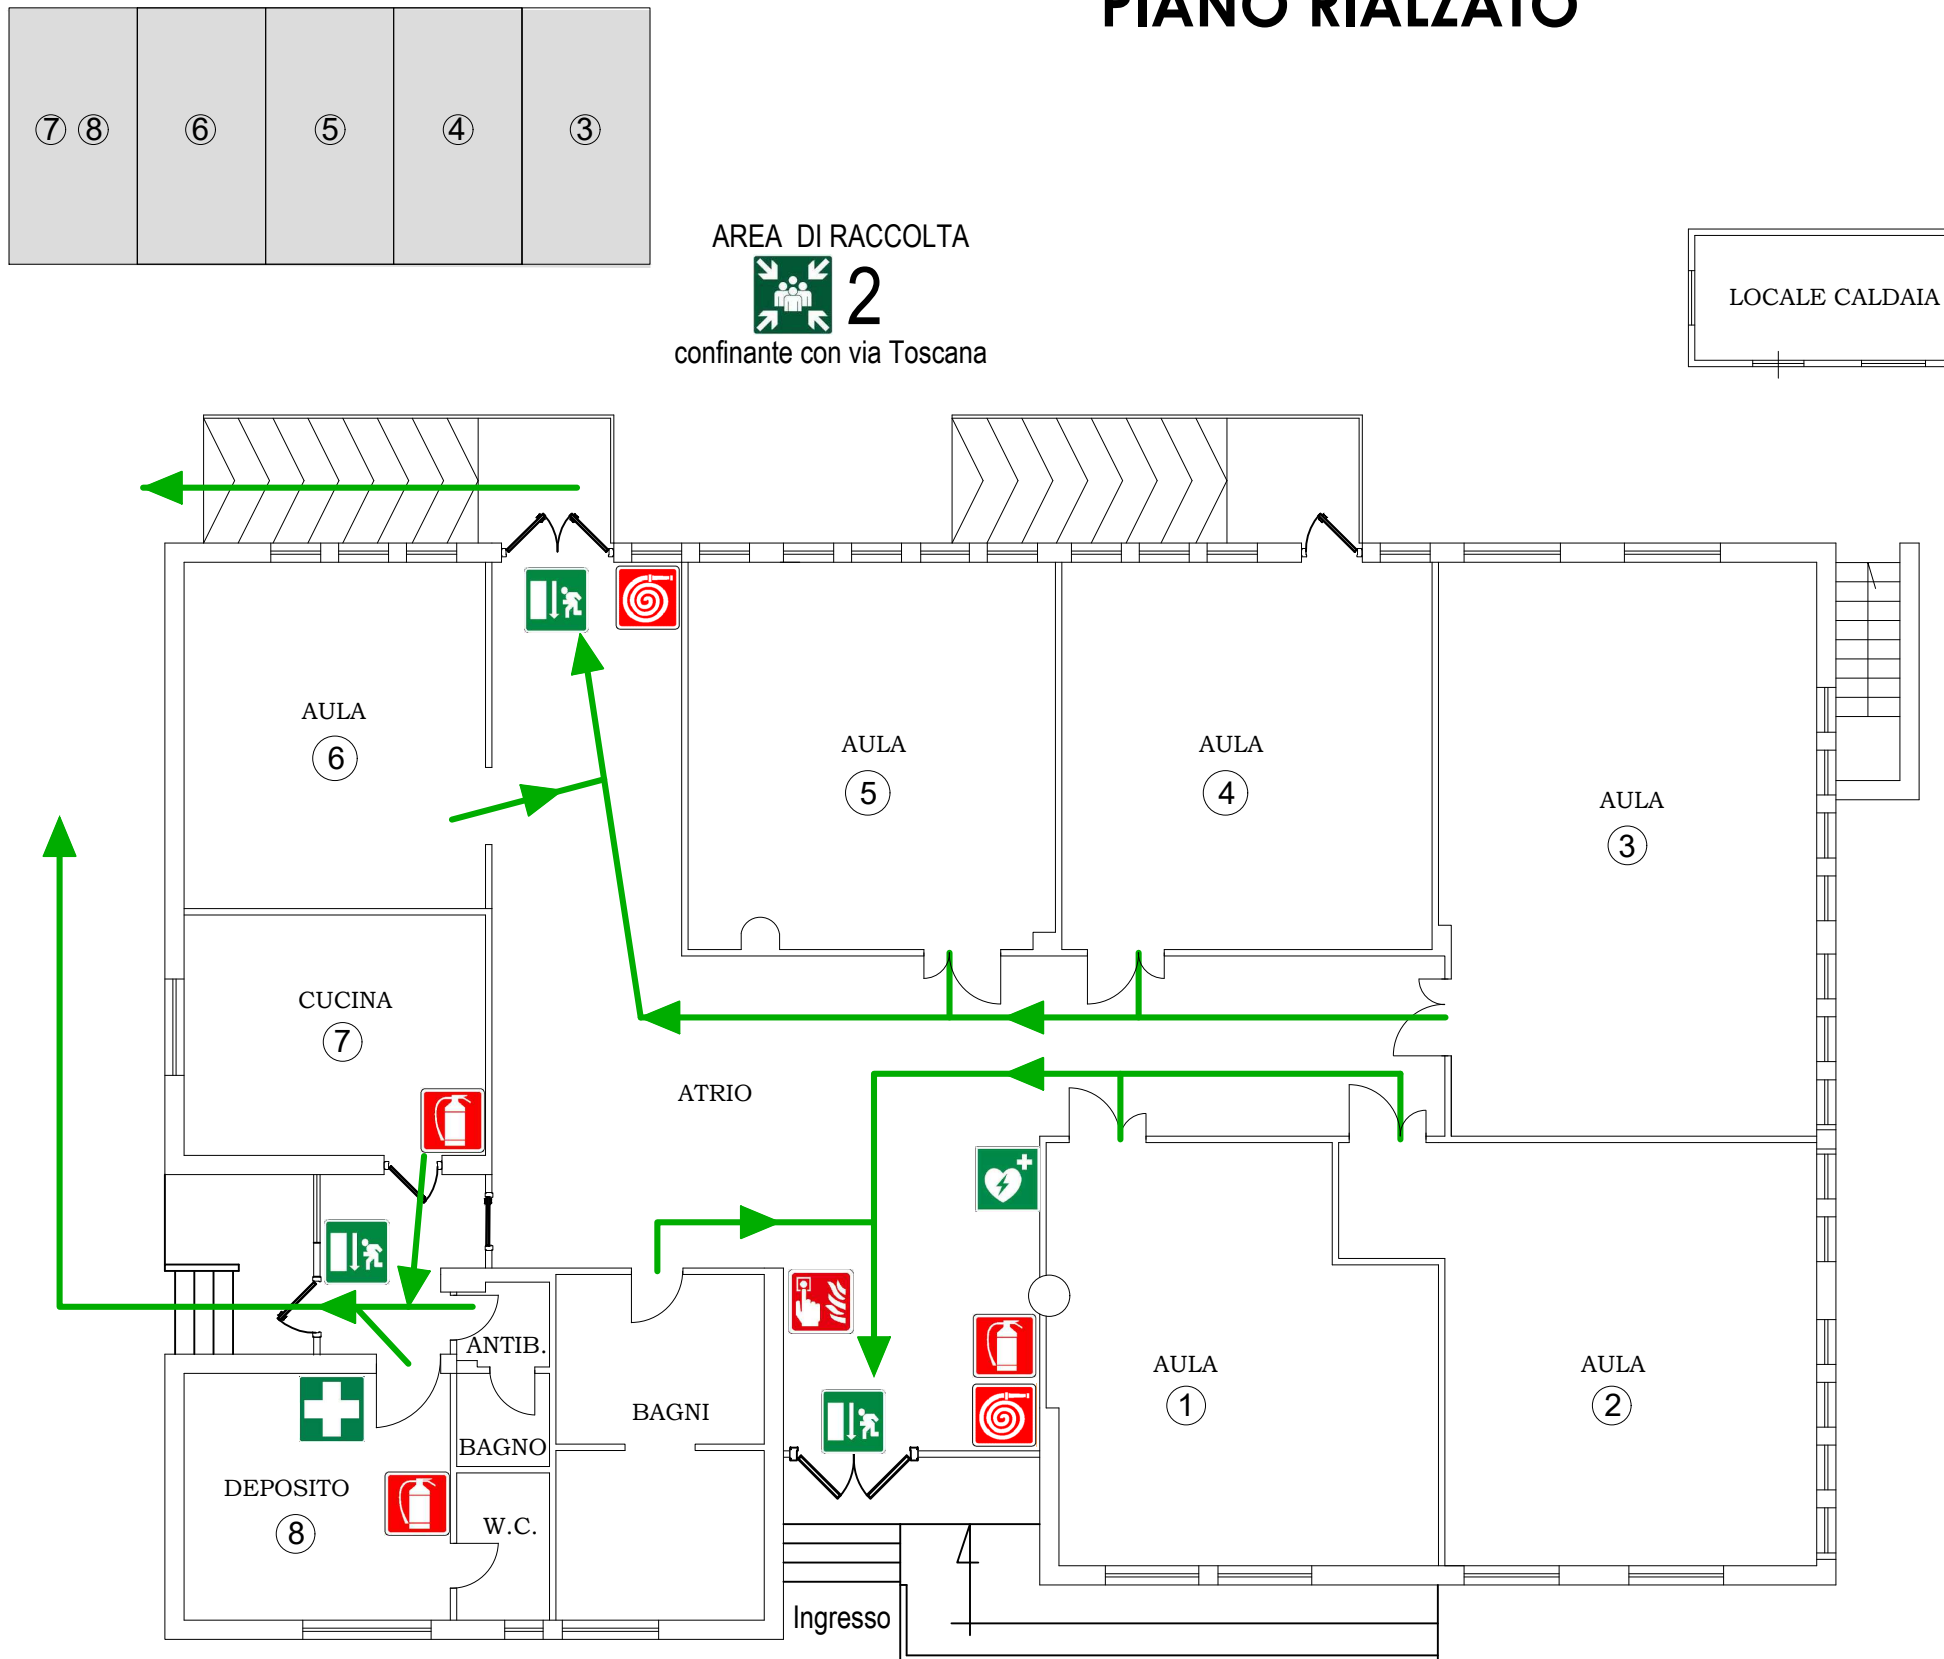 PIANO RIALZATO
7 8 6 5 4 3
AREA DI RACCOLTA
2
confinante con via Toscana
LOCALE CALDAIA
AULA
6
AULA
5
AULA
4
AULA
3
CUCINA
7
ATRIO
ANTIB.
BAGNO
BAGNI
AULA
1
AULA
2
DEPOSITO
8
W.C.
Ingresso